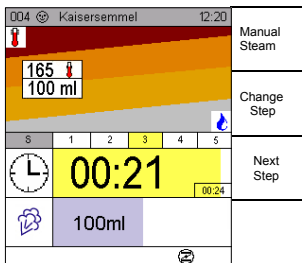 004 Kaisersemmel 12:20
165
100 ml
S 1 2 3 4 5
00:21
00:24
100ml
Manual
Steam
Change
Step
Next
Step